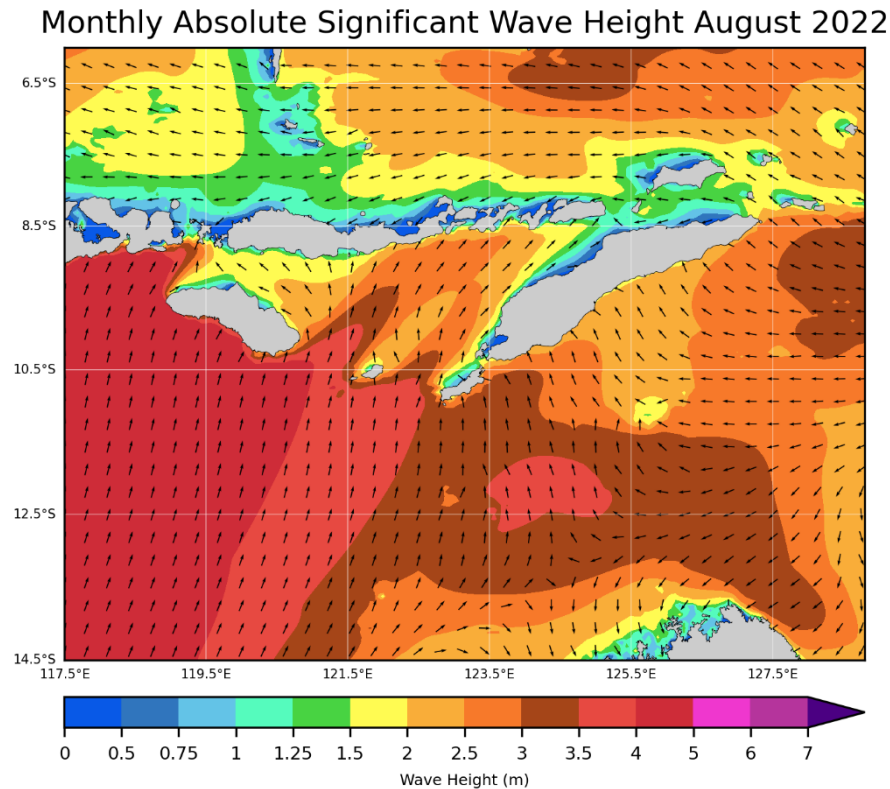 Monthly Absolute Significant Wave Height August 2022
6.5°S
8.5°S
10.5°S
12.5°S
14.5°S
117.5°E 119.5°E 121.5°E 123.5°E 125.5°E 127.5°E
0 0.5 0.75 1 1.25 1.5 2 2.5 3 3.5 4 5 6 7
Wave Height (m)